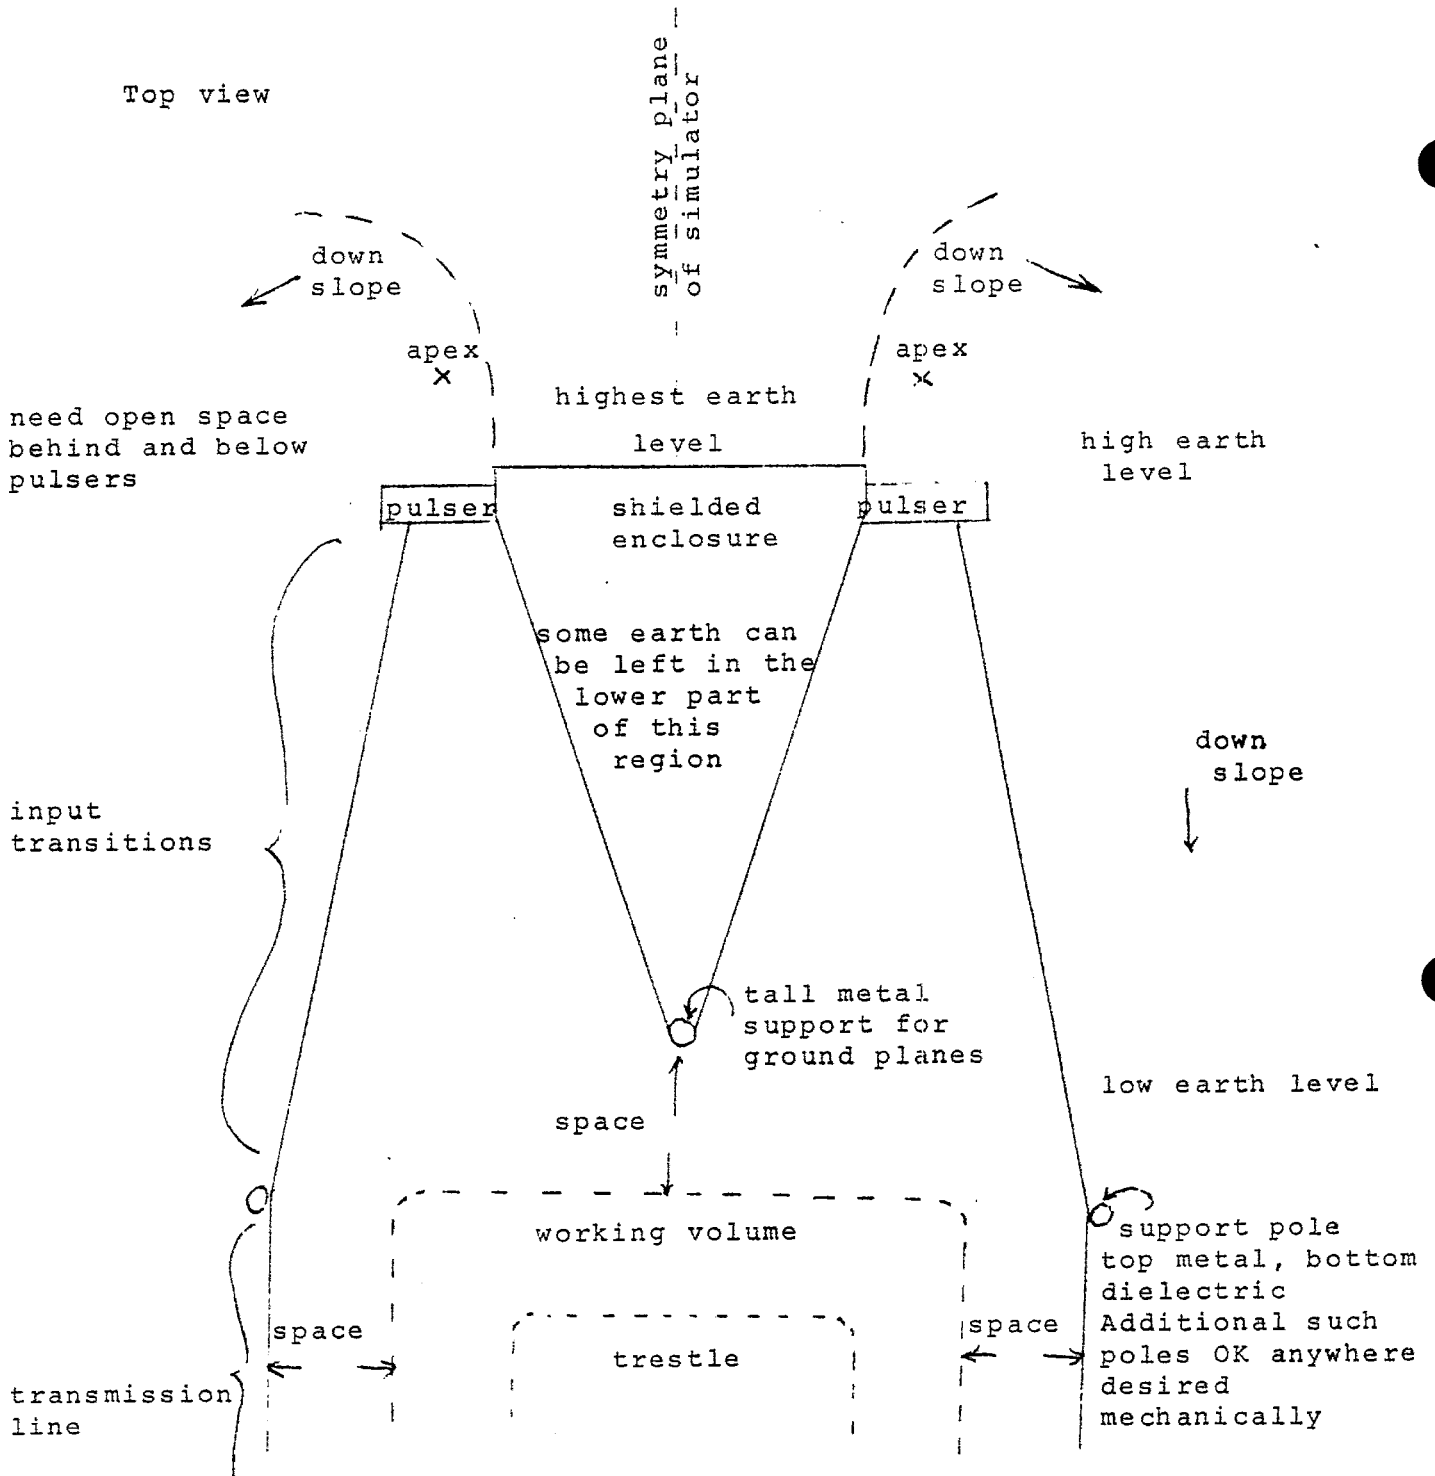 Top view
symmetry plane
of simulator
down
slope
down
slope
apex
apex
highest earth
level
need open space
behind and below
pulsers
high earth
level
pulser
shielded
enclosure
pulser
some earth can
be left in the
lower part
of this
region
down
slope
input
transitions
tall metal
support for
ground planes
low earth level
space
working volume
support pole
top metal, bottom
dielectric
Additional such
poles OK anywhere
desired
mechanically
space
space
trestle
transmission
line